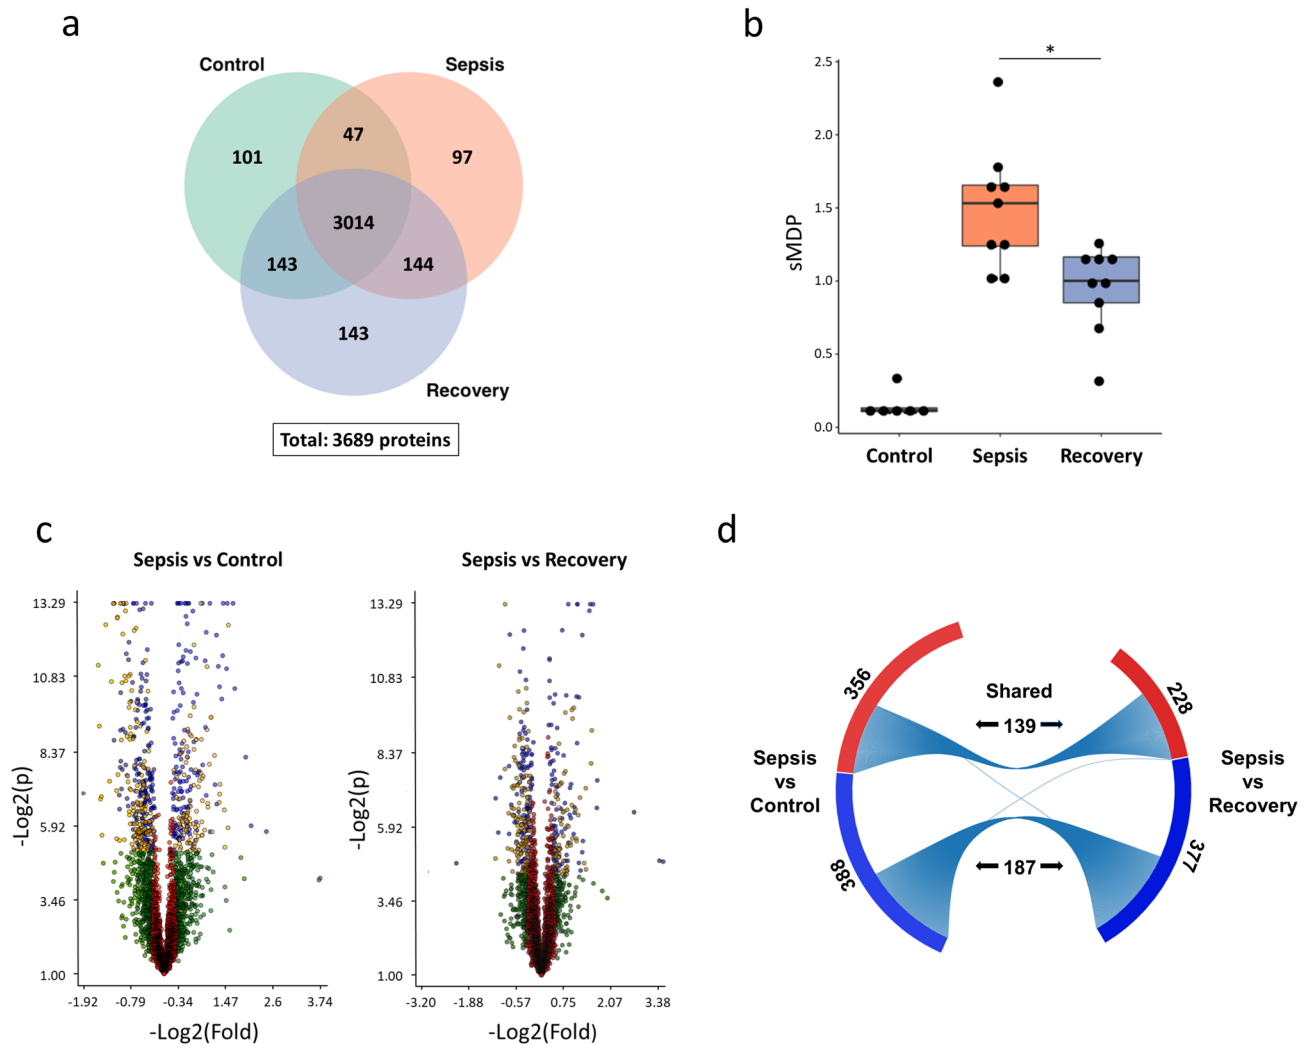 a
Control
Sepsis
47
101
97
3014
143
144
143
Recovery
Total: 3689 proteins
b
*
2.5
2.0
1.5
1.0
0.5
0.0
sMDP
Control
Sepsis
Recovery
c
Sepsis vs Control
13.29
10.83
8.37
5.92
3.46
1.00
-Log2(p)
-1.92
-0.79
-0.34
1.47
2.6
3.74
-Log2(Fold)
Sepsis vs Recovery
13.29
10.83
8.37
5.92
3.46
1.00
-Log2(p)
-3.20
-1.88
-0.57
0.75
2.07
3.38
-Log2(Fold)
d
356
228
Shared
139
Sepsis
vs
Control
Sepsis
vs
Recovery
187
388
377